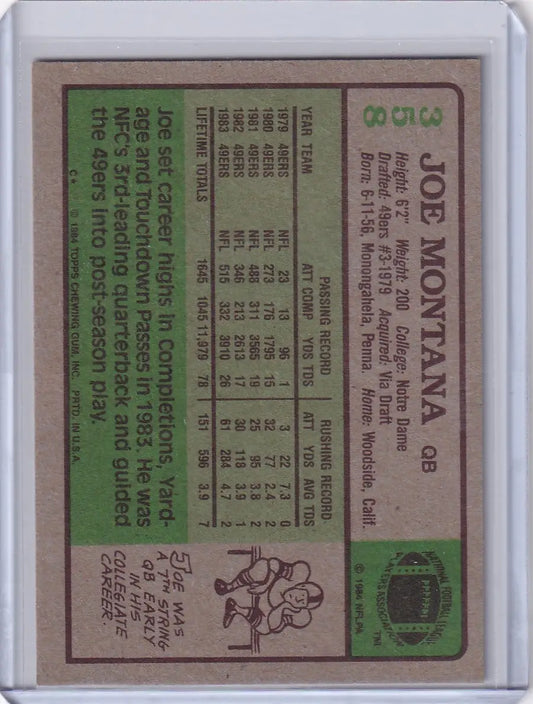 358
JOE MONTANA QB
Height: 6'2" Weight: 200 College: Notre Dame
Drafted: 49ers #3-1979 Acquired: Via Draft
Born: 6-11-56, Monongahela, Penna. Home: Woodside, Calif.
NATIONAL FOOTBALL LEAGUE
PLAYERS ASSOCIATION
TM
© 1984 NFLPA
PASSING RECORD RUSHING RECORD
YEAR TEAM ATT COMP YDS TDS ATT YDS AVG TDS
1979 49ERS NFL 23 13 96 1 3 22 7.3 0
1980 49ERS NFL 273 176 1795 15 32 77 2.4 2
1981 49ERS NFL 488 311 3565 19 25 95 3.8 2
1982 49ERS NFL 346 213 2613 17 30 118 3.9 1
1983 49ERS NFL 515 332 3910 26 61 284 4.7 2
LIFETIME TOTALS 1645 1045 11,979 78 151 596 3.9 7
Joe set career highs in Completions, Yard-
age and Touchdown Passes in 1983. He was
NFC's 3rd-leading quarterback and guided
the 49ers into post-season play.
C* © 1984 TOPPS CHEWING GUM, INC. PRTD. IN U.S.A.
JOE WAS
A 7TH STRING
QB EARLY
IN HIS
COLLEGIATE
CAREER.